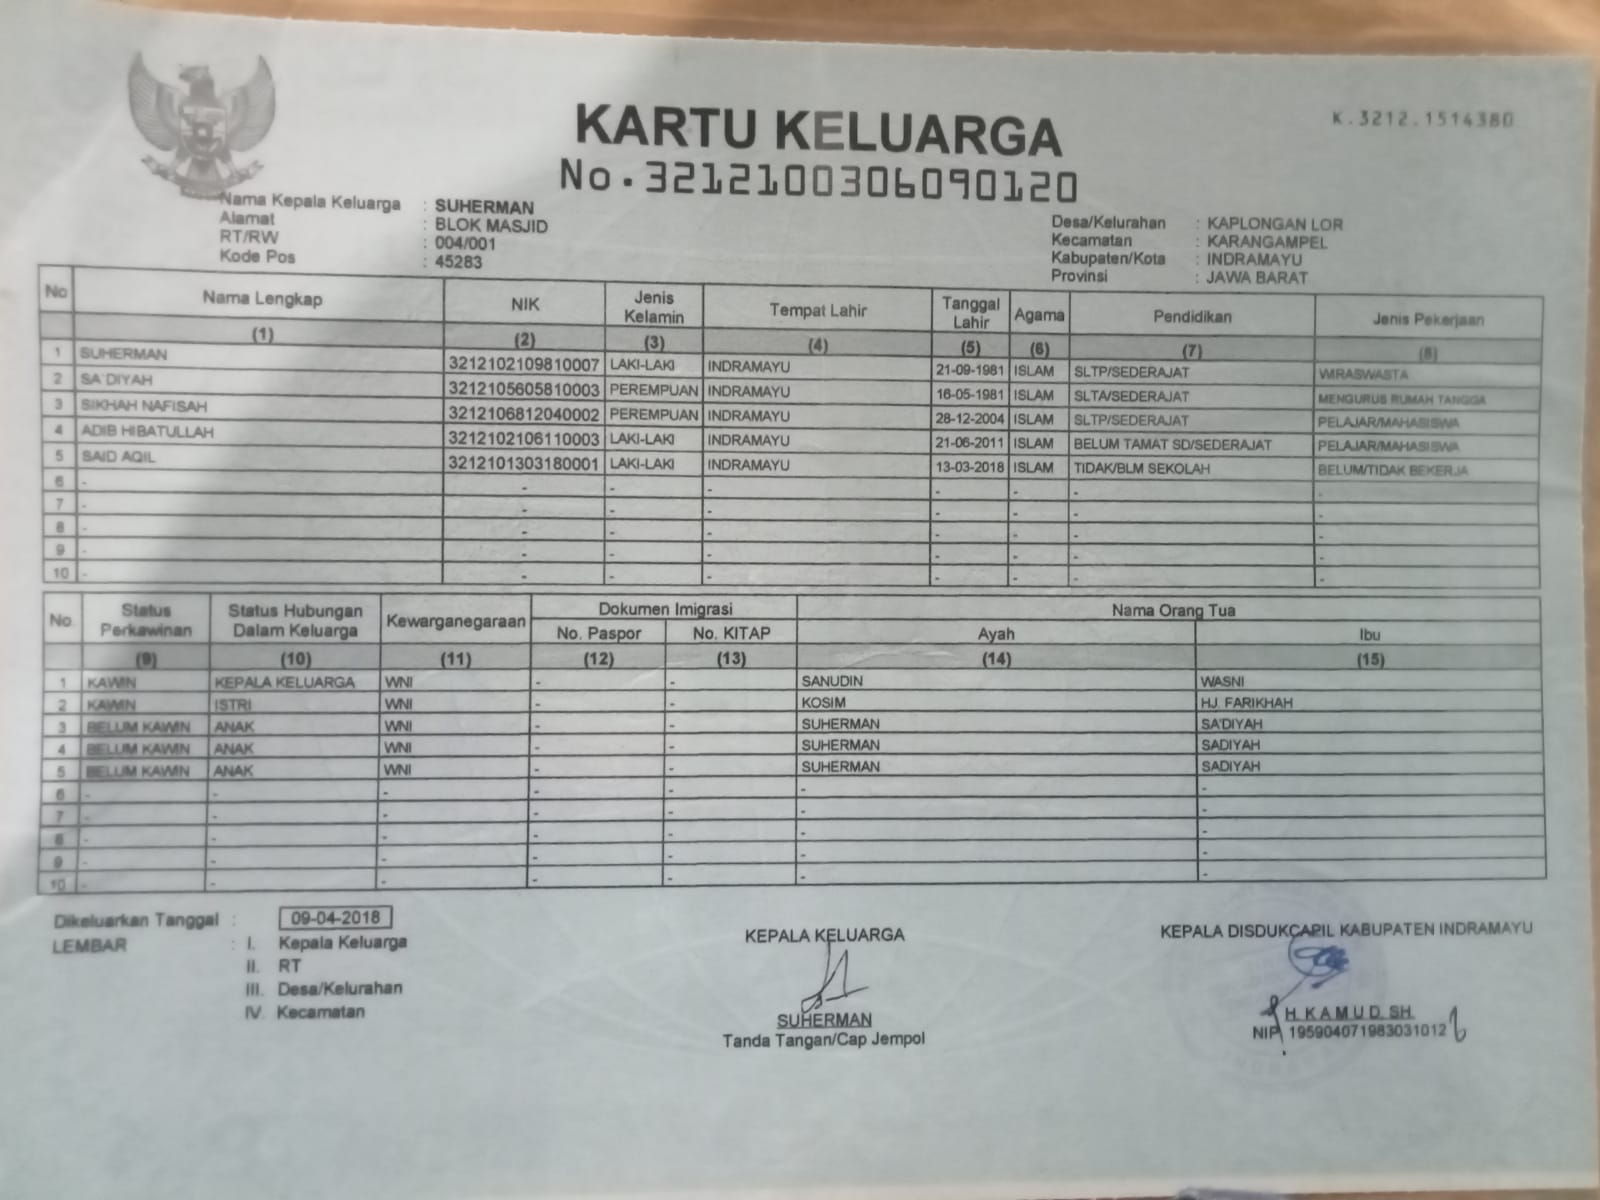 K.3212.1514380
KARTU KELUARGA
No.3212100306090120
Nama Kepala Keluarga : SUHERMAN
Alamat : BLOK MASJID
RT/RW : 004/001
Kode Pos : 45283
Desa/Kelurahan : KAPLONGAN LOR
Kecamatan : KARANGAMPEL
Kabupaten/Kota : INDRAMAYU
Provinsi : JAWA BARAT
No Nama Lengkap NIK Jenis Kelamin Tempat Lahir Tanggal Lahir Agama Pendidikan Jenis Pekerjaan
(1) (2) (3) (4) (5) (6) (7) (8)
1 SUHERMAN 3212102109810007 LAKI-LAKI INDRAMAYU 21-09-1981 ISLAM SLTP/SEDERAJAT WIRASWASTA
2 SA'DIYAH 3212105605810003 PEREMPUAN INDRAMAYU 16-05-1981 ISLAM SLTA/SEDERAJAT MENGURUS RUMAH TANGGA
3 SIKHAH NAFISAH 3212106812040002 PEREMPUAN INDRAMAYU 28-12-2004 ISLAM SLTP/SEDERAJAT PELAJAR/MAHASISWA
4 ADIB HIBATULLAH 3212102106110003 LAKI-LAKI INDRAMAYU 21-06-2011 ISLAM BELUM TAMAT SD/SEDERAJAT PELAJAR/MAHASISWA
5 SAID AQIL 3212101303180001 LAKI-LAKI INDRAMAYU 13-03-2018 ISLAM TIDAK/BLM SEKOLAH BELUM/TIDAK BEKERJA
6 - - - - - - - -
7 - - - - - - - -
8 - - - - - - - -
9 - - - - - - - -
10 - - - - - - - -
No. Status Perkawinan Status Hubungan Dalam Keluarga Kewarganegaraan Dokumen Imigrasi Nama Orang Tua
No. Paspor No. KITAP Ayah Ibu
(9) (10) (11) (12) (13) (14) (15)
1 KAWIN KEPALA KELUARGA WNI - - SANUDIN WASNI
2 KAWIN ISTRI WNI - - KOSIM HJ. FARIKHAH
3 BELUM KAWIN ANAK WNI - - SUHERMAN SA'DIYAH
4 BELUM KAWIN ANAK WNI - - SUHERMAN SADIYAH
5 BELUM KAWIN ANAK WNI - - SUHERMAN SADIYAH
6 - - - - - - -
7 - - - - - - -
8 - - - - - - -
9 - - - - - - -
10 - - - - - - -
Dikeluarkan Tanggal : 09-04-2018
LEMBAR : I. Kepala Keluarga
II. RT
III. Desa/Kelurahan
IV. Kecamatan
KEPALA KELUARGA
SUHERMAN
Tanda Tangan/Cap Jempol
KEPALA DISDUKCAPIL KABUPATEN INDRAMAYU
H. K A M U D, SH.
NIP. 195904071983031012